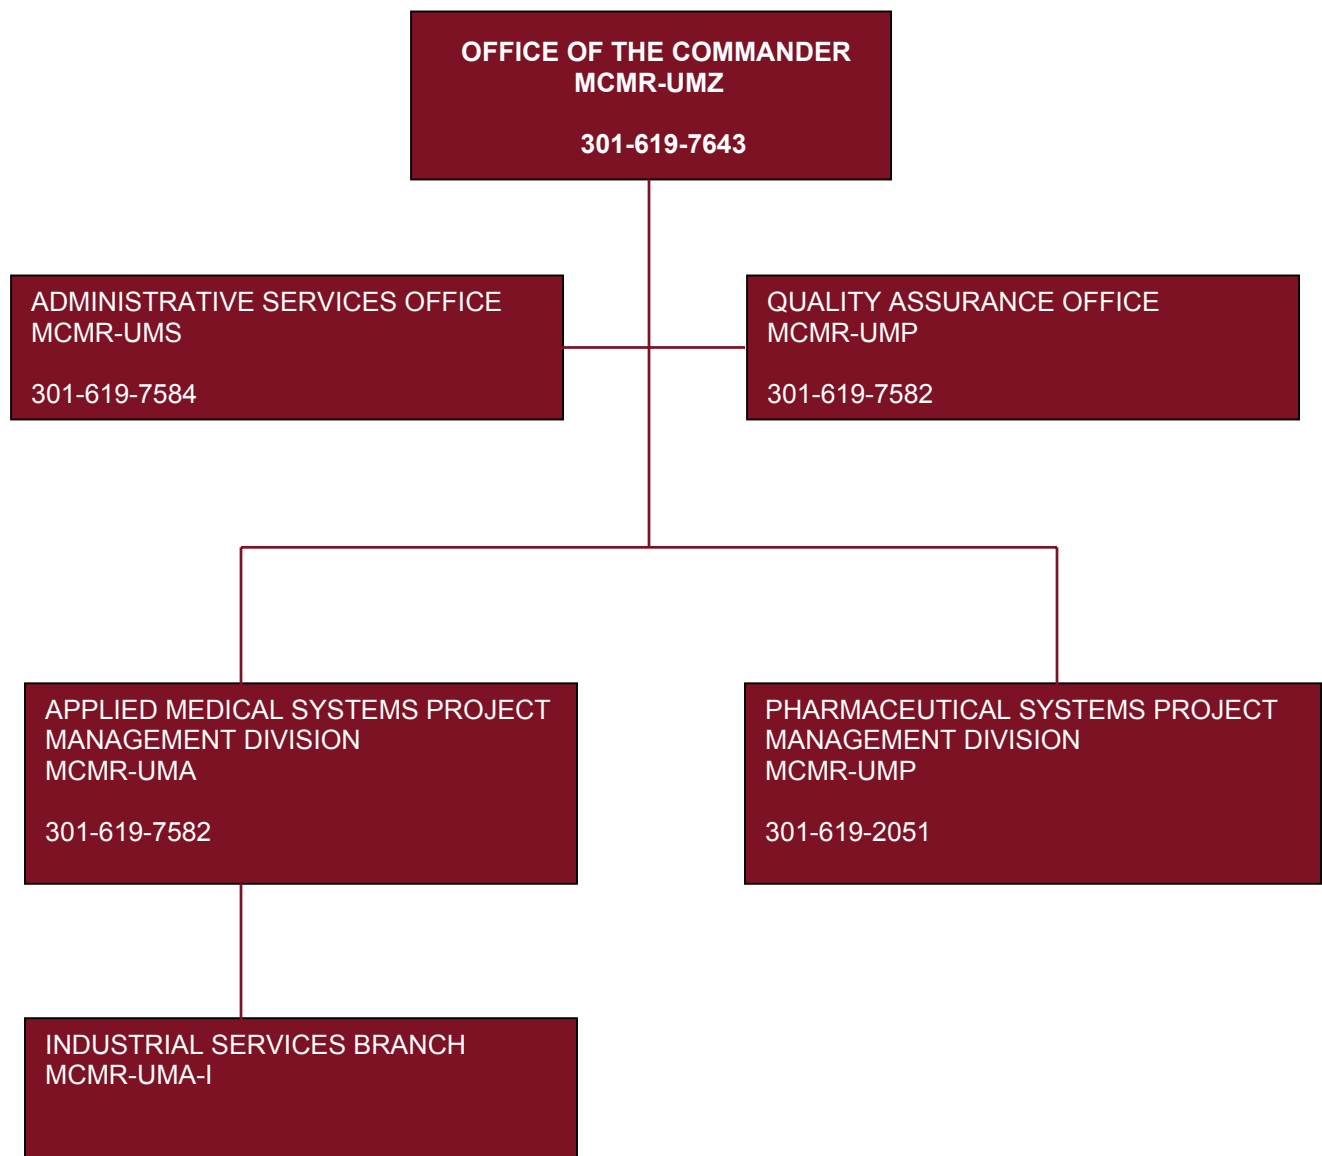 OFFICE OF THE COMMANDER
MCMR-UMZ
301-619-7643
ADMINISTRATIVE SERVICES OFFICE
MCMR-UMS
301-619-7584
QUALITY ASSURANCE OFFICE
MCMR-UMP
301-619-7582
APPLIED MEDICAL SYSTEMS PROJECT
MANAGEMENT DIVISION
MCMR-UMA
301-619-7582
PHARMACEUTICAL SYSTEMS PROJECT
MANAGEMENT DIVISION
MCMR-UMP
301-619-2051
INDUSTRIAL SERVICES BRANCH
MCMR-UMA-I